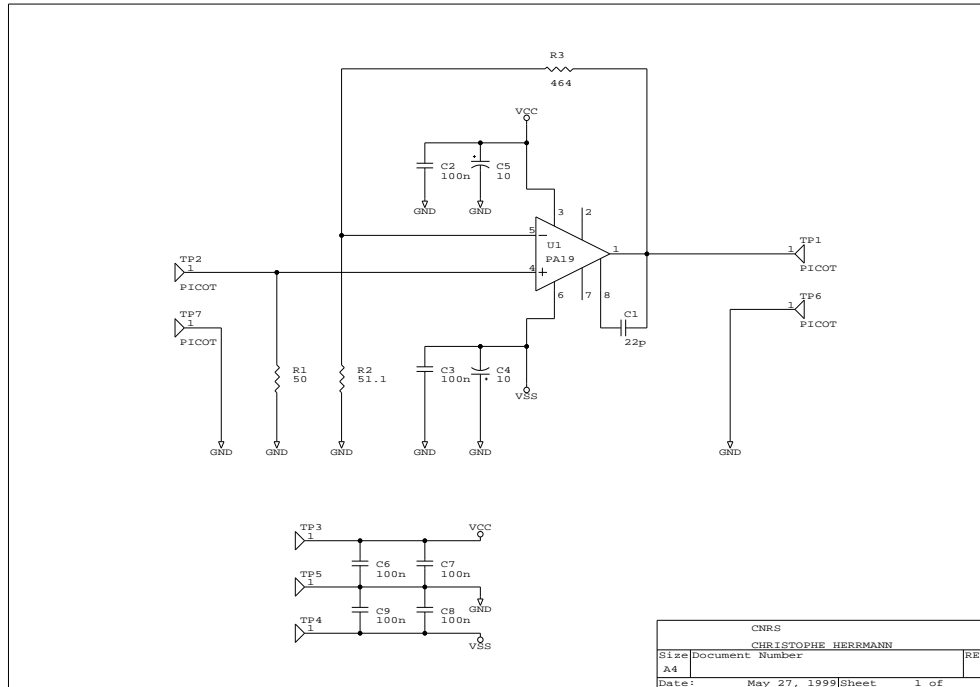 R3
464
VCC
C2
100n
C5
10
GND
GND
3
2
5
U1
PA19
4
1
6
7
8
TP1
1
PICOT
TP2
1
PICOT
TP6
1
PICOT
TP7
1
PICOT
C1
22p
R1
50
R2
51.1
C3
100n
C4
10
VSS
GND
GND
GND
GND
GND
GND
TP3
1
VCC
C6
100n
C7
100n
TP5
1
GND
C9
100n
C8
100n
TP4
1
VSS
CNRS
CHRISTOPHE HERRMANN
Size Document Number RE
A4
Date: May 27, 1999 Sheet 1 of